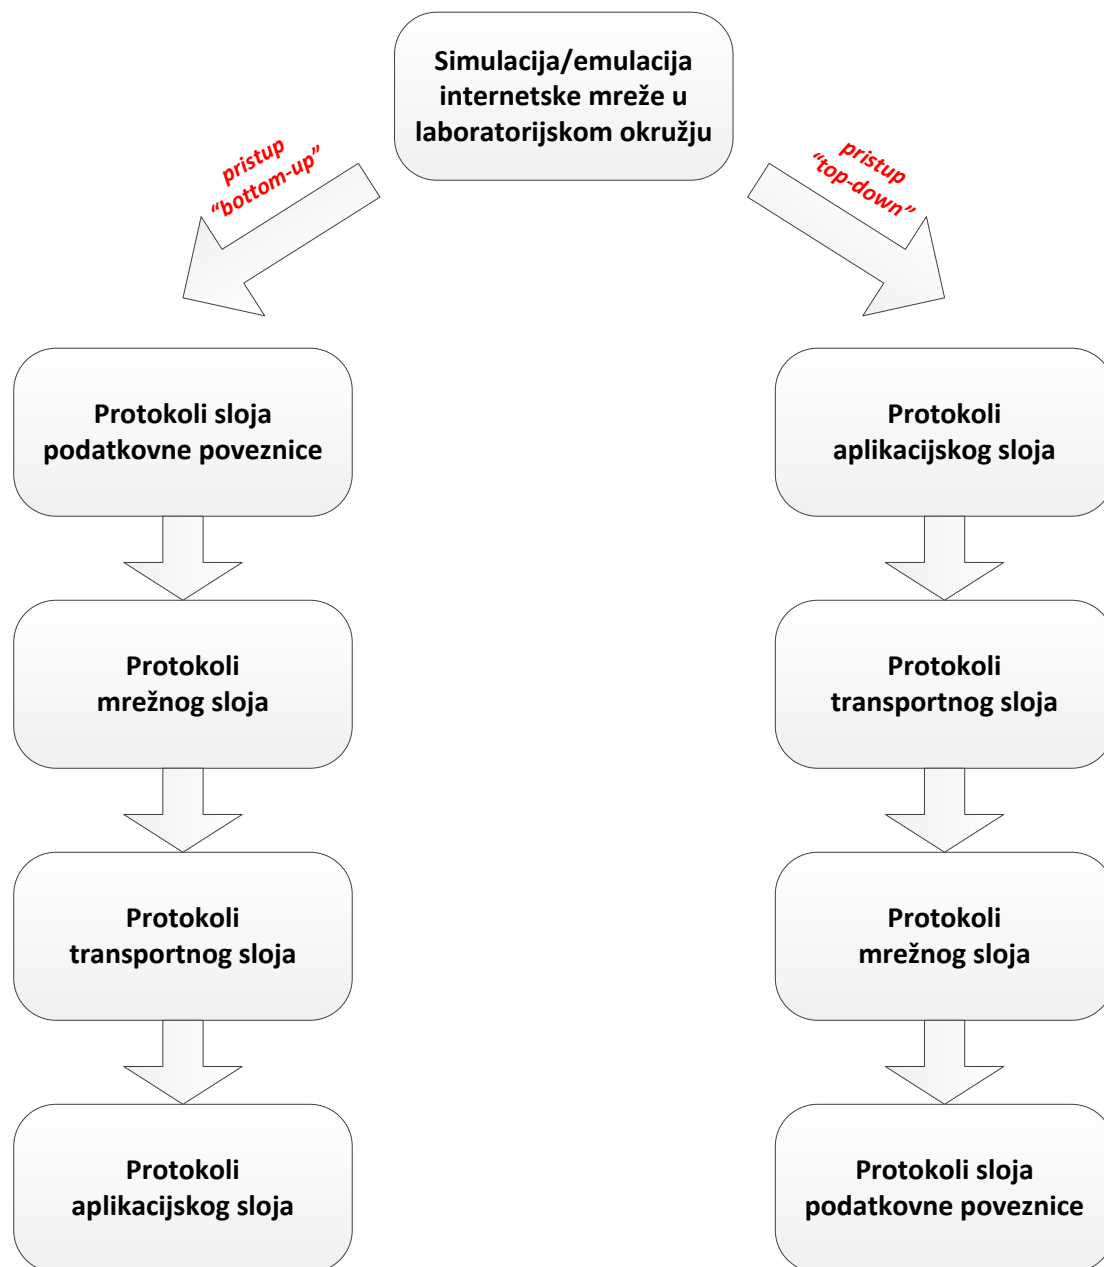 Simulacija/emulacija
internetske mreže u
laboratorijskom okružju
pristup
“bottom-up”
pristup
“top-down”
Protokoli sloja
podatkovne poveznice
Protokoli
mrežnog sloja
Protokoli
transportnog sloja
Protokoli
aplikacijskog sloja
Protokoli
aplikacijskog sloja
Protokoli
transportnog sloja
Protokoli
mrežnog sloja
Protokoli sloja
podatkovne poveznice